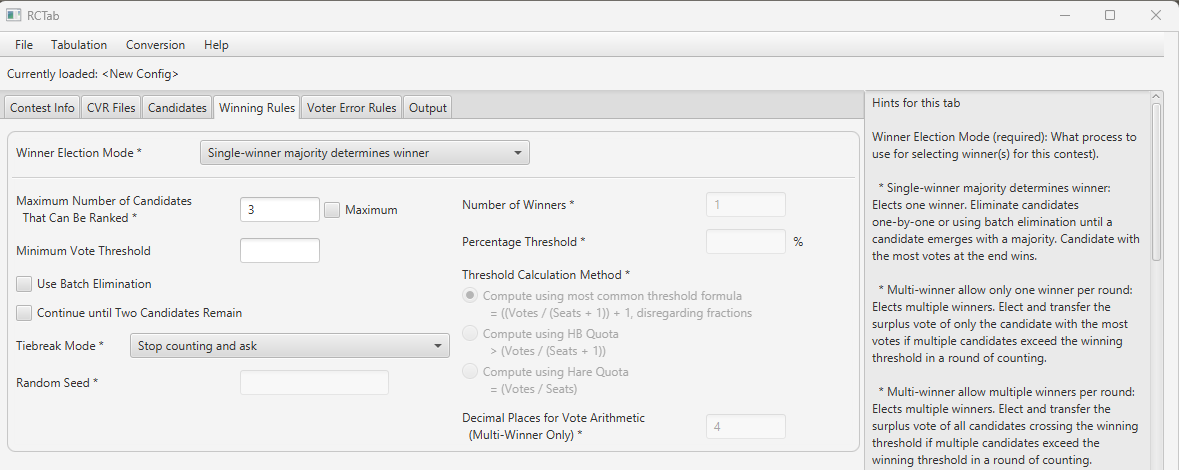 RCTab
File Tabulation Conversion Help
Currently loaded: <New Config>
Contest Info CVR Files Candidates Winning Rules Voter Error Rules Output
Winner Election Mode * Single-winner majority determines winner
Maximum Number of Candidates
That Can Be Ranked * 3 Maximum
Minimum Vote Threshold
Use Batch Elimination
Continue until Two Candidates Remain
Tiebreak Mode * Stop counting and ask
Random Seed *
Number of Winners * 1
Percentage Threshold * %
Threshold Calculation Method *
Compute using most common threshold formula
= ((Votes / (Seats + 1)) + 1, disregarding fractions
Compute using HB Quota
> (Votes / (Seats + 1))
Compute using Hare Quota
= (Votes / Seats)
Decimal Places for Vote Arithmetic
(Multi-Winner Only) * 4
Hints for this tab
Winner Election Mode (required): What process to
use for selecting winner(s) for this contest).
* Single-winner majority determines winner:
Elects one winner. Eliminate candidates
one-by-one or using batch elimination until a
candidate emerges with a majority. Candidate with
the most votes at the end wins.
* Multi-winner allow only one winner per round:
Elects multiple winners. Elect and transfer the
surplus vote of only the candidate with the most
votes if multiple candidates exceed the winning
threshold in a round of counting.
* Multi-winner allow multiple winners per round:
Elects multiple winners. Elect and transfer the
surplus vote of all candidates crossing the winning
threshold if multiple candidates exceed the
winning threshold in a round of counting.